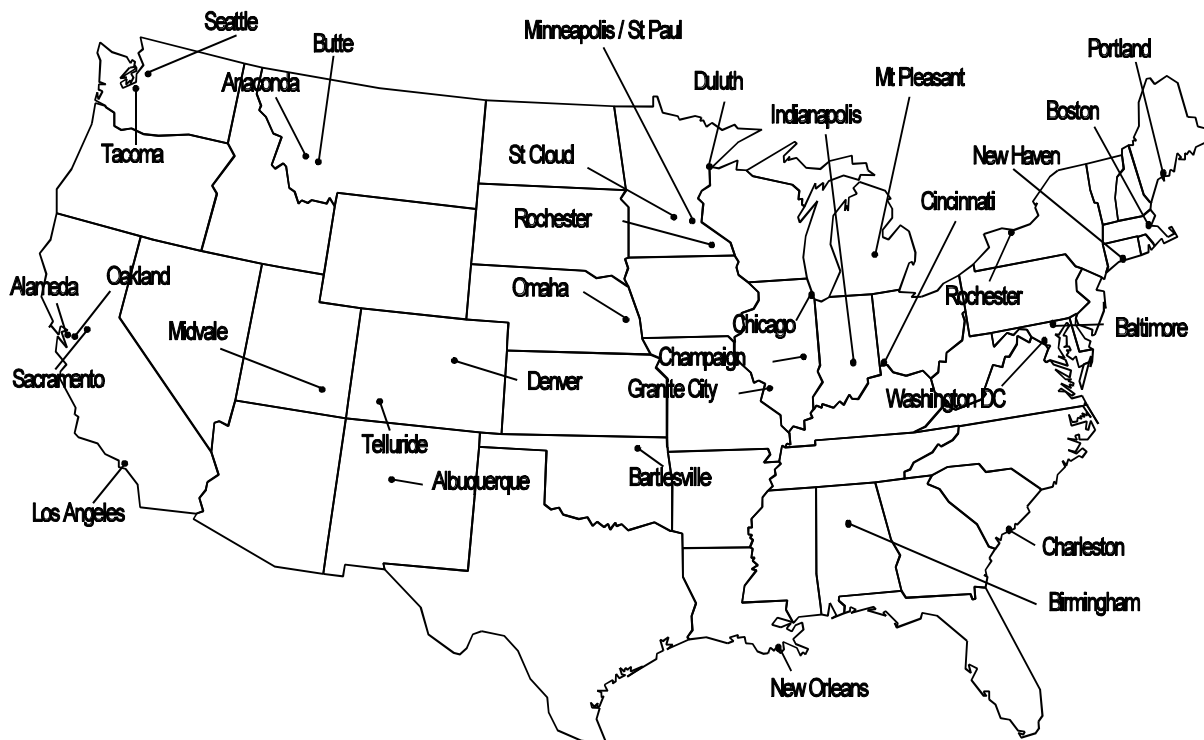 Seattle
Minneapolis / St Paul
Butte
Portland
Duluth
Mt Pleasant
Anaconda
Indianapolis
Boston
Tacoma
St Cloud
New Haven
Cincinnati
Rochester
Oakland
Alameda
Omaha
Rochester
Midvale
Chicago
Baltimore
Champaign
Sacramento
Denver
Granite City
Washington DC
Telluride
Bartlesville
Albuquerque
Los Angeles
Charleston
Birmingham
New Orleans